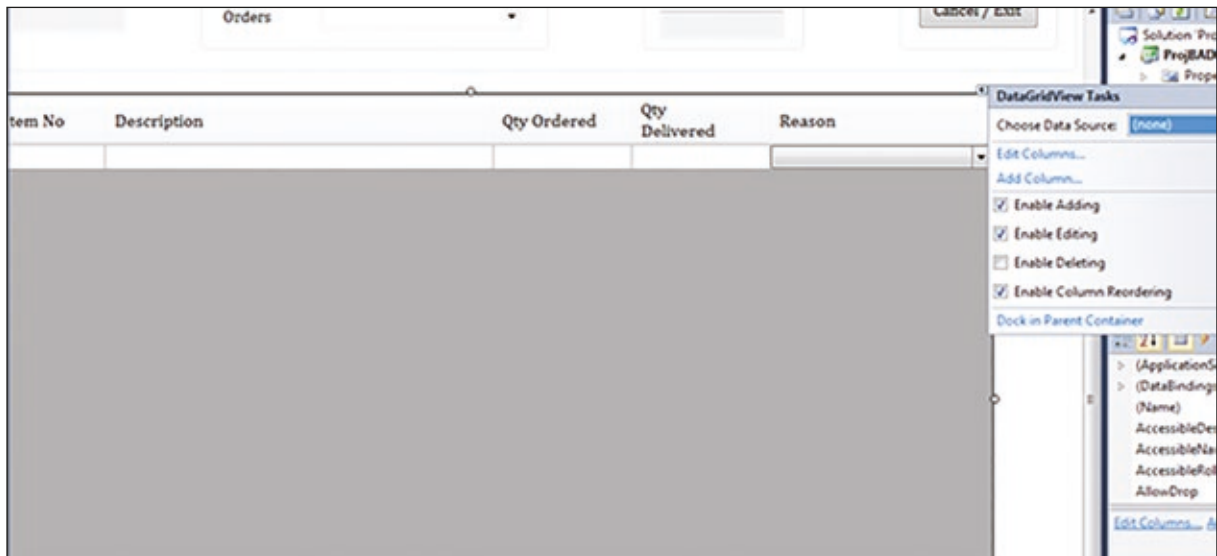 Orders
Cancel / Exit
Solution 'Pro
ProjBAD
Prope
DataGridView Tasks
Choose Data Source: (none)
Edit Columns...
Add Column...
Enable Adding
Enable Editing
Enable Deleting
Enable Column Reordering
Dock in Parent Container
tem No
Description
Qty Ordered
Qty
Delivered
Reason
(ApplicationS
(DataBindings
(Name)
AccessibleDes
AccessibleNa
AccessibleRol
AllowDrop
Edit Columns... A